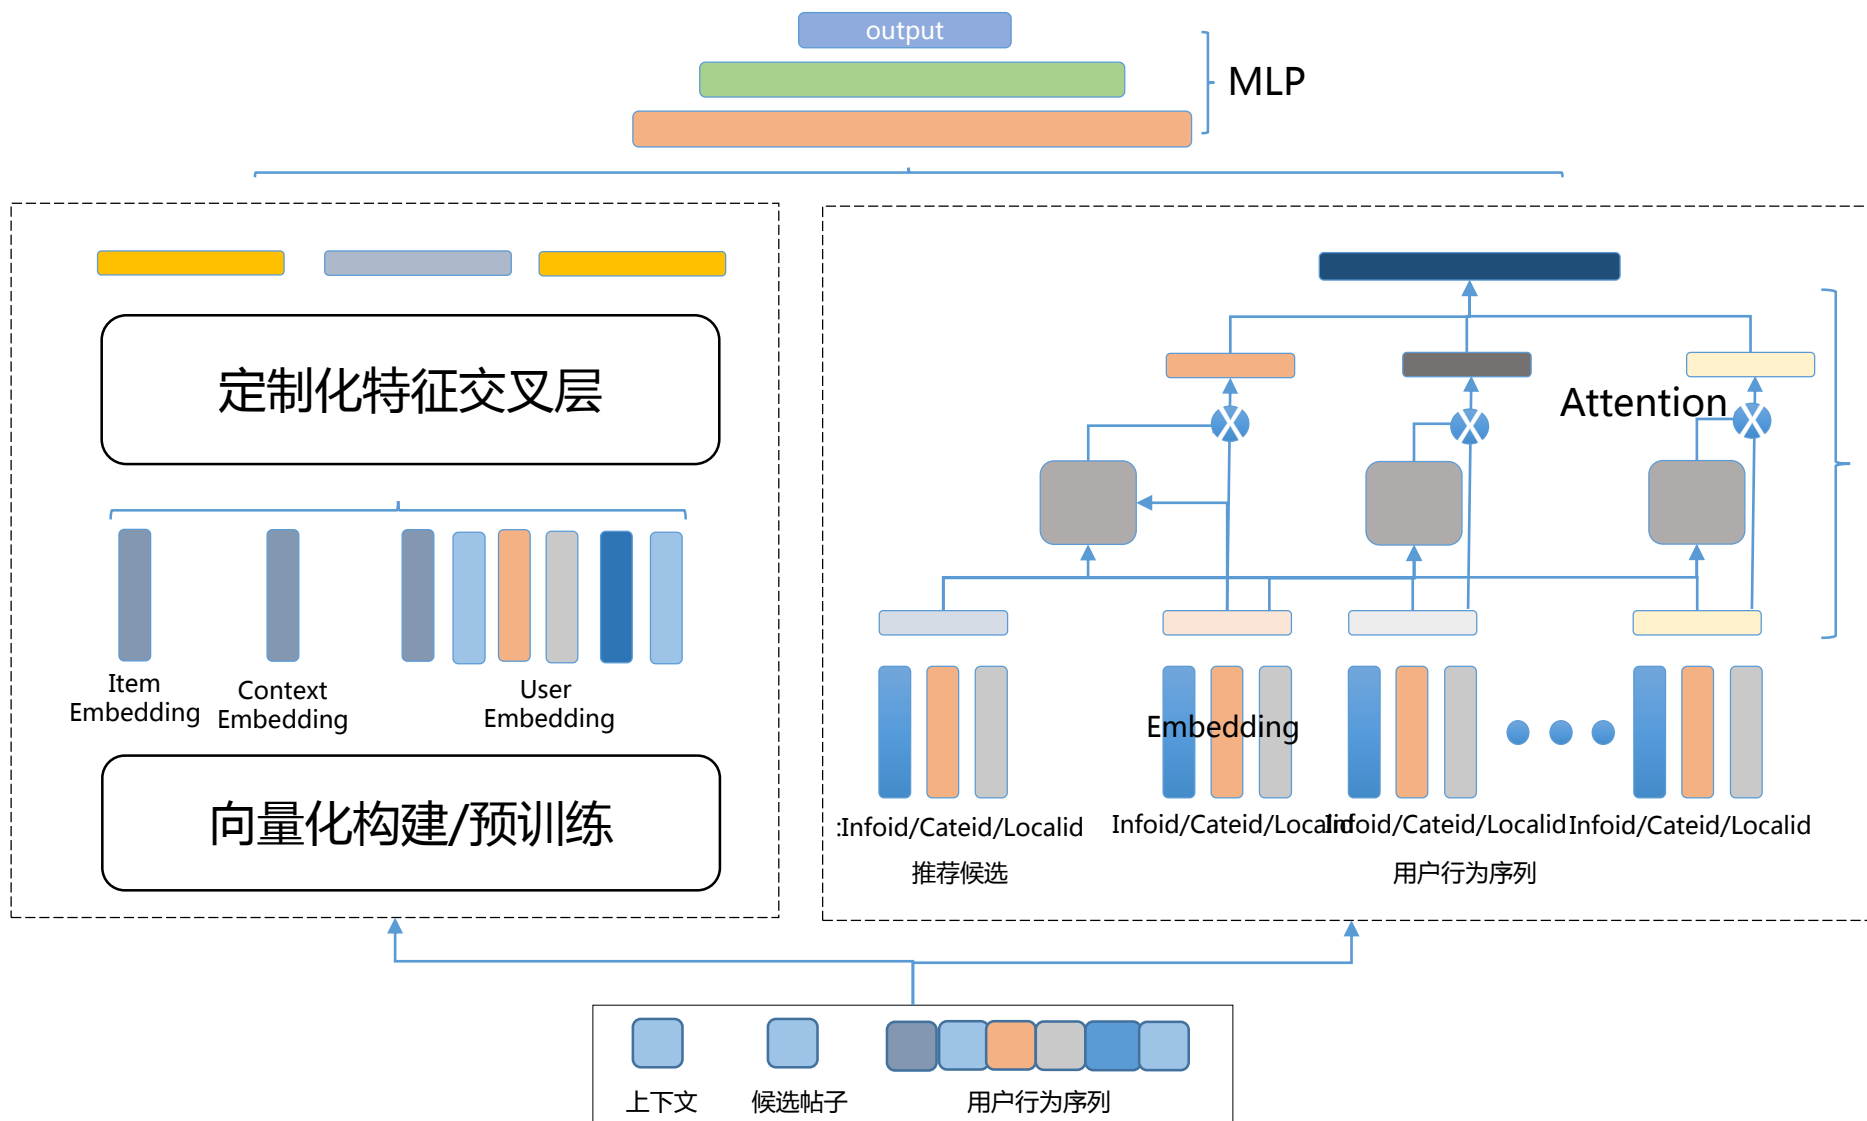 output
MLP
定制化特征交叉层
Attention
Item
Embedding
Context
Embedding
User
Embedding
Embedding
向量化构建/预训练
:Infoid/Cateid/Localid
Infoid/Cateid/Localid
Infoid/Cateid/Localid
Infoid/Cateid/Localid
推荐候选
用户行为序列
上下文
候选帖子
用户行为序列